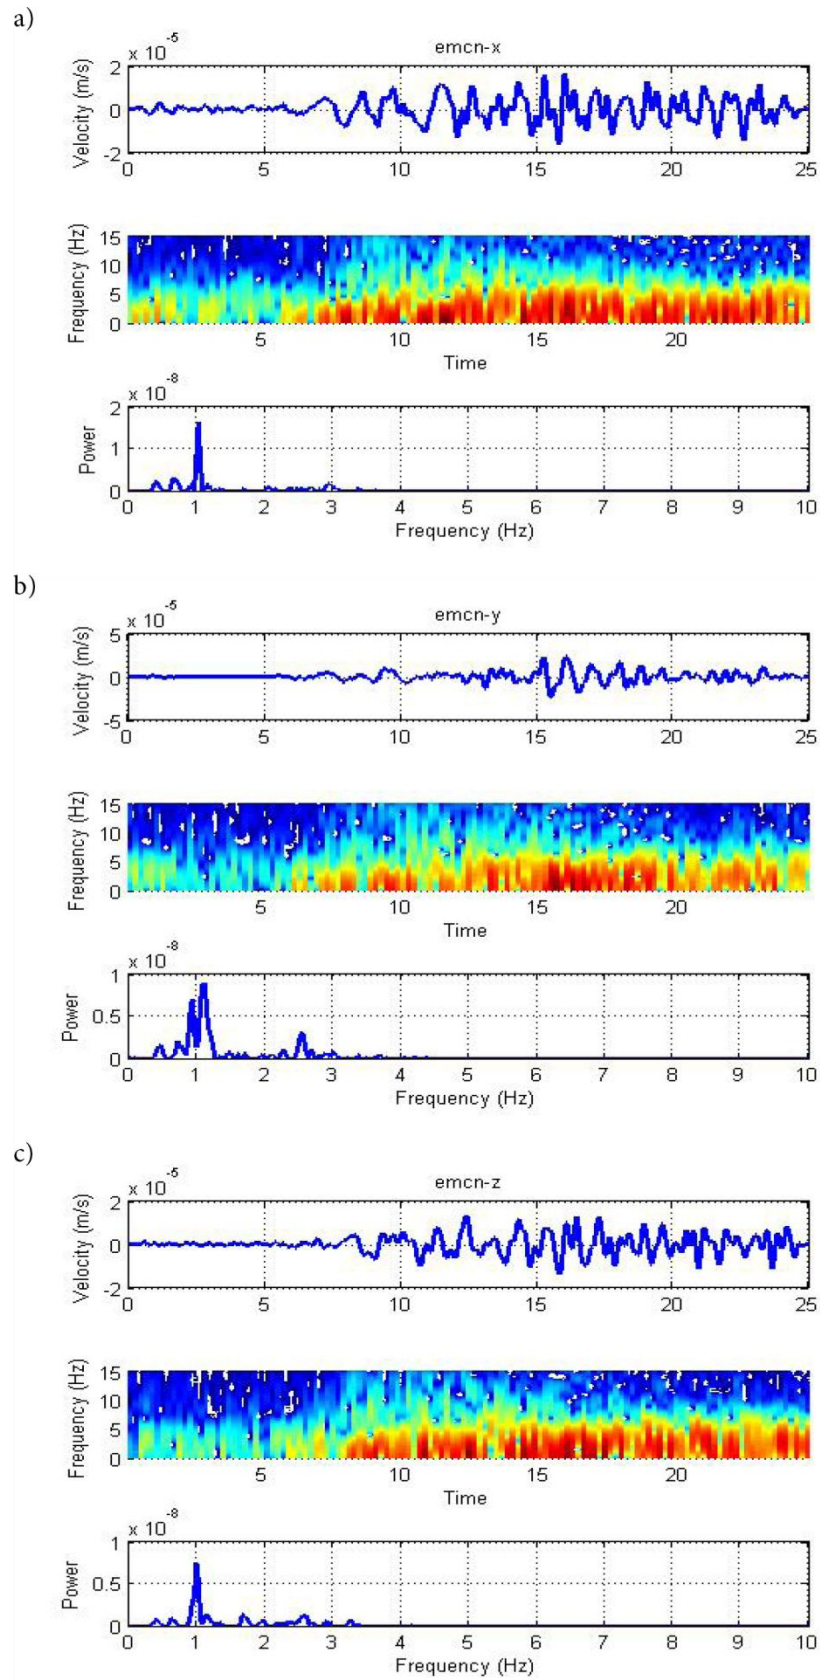 a)
x 10^-5
emcn-x
Velocity (m/s)
2
0
-2
0 5 10 15 20 25
Frequency (Hz)
15
10
5
0
5 10 15 20
Time
x 10^-8
Power
2
1
0
0 1 2 3 4 5 6 7 8 9 10
Frequency (Hz)
b)
x 10^-5
emcn-y
Velocity (m/s)
5
0
-5
0 5 10 15 20 25
Frequency (Hz)
15
10
5
0
5 10 15 20
Time
x 10^-8
Power
1
0.5
0
0 1 2 3 4 5 6 7 8 9 10
Frequency (Hz)
c)
x 10^-5
emcn-z
Velocity (m/s)
2
0
-2
0 5 10 15 20 25
Frequency (Hz)
15
10
5
0
5 10 15 20
Time
x 10^-8
Power
1
0.5
0
0 1 2 3 4 5 6 7 8 9 10
Frequency (Hz)